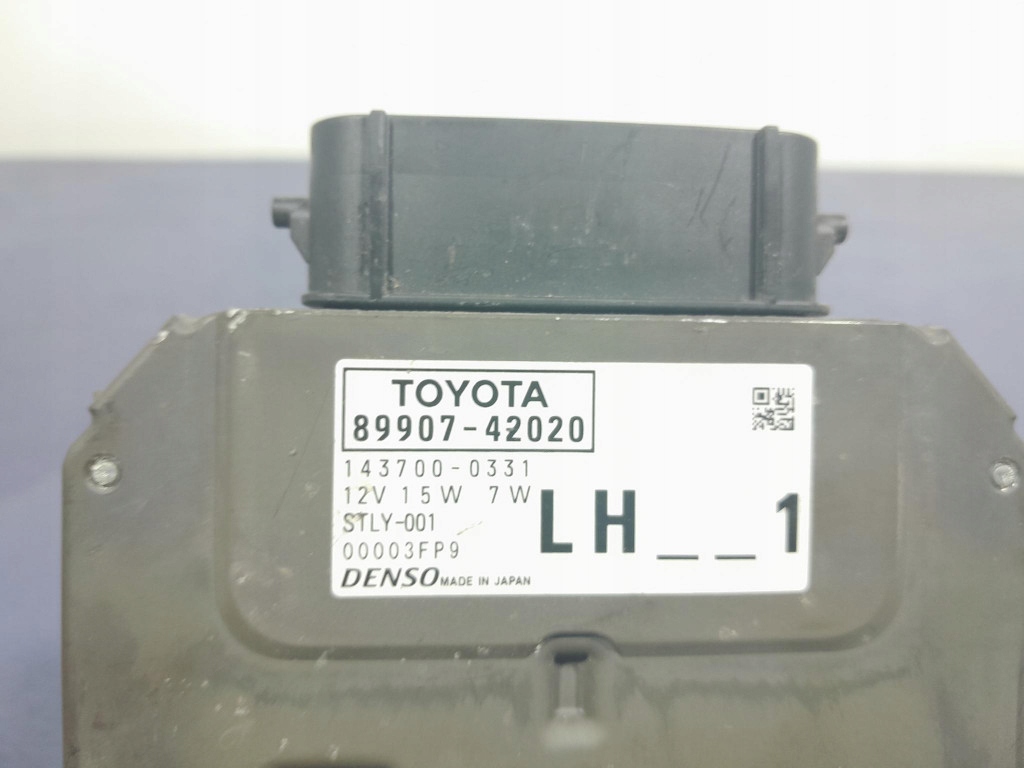 TOYOTA
89907-42020
143700-0331
12V 15W 7W
STLY-001
00003FP9
LH__1
DENSO MADE IN JAPAN